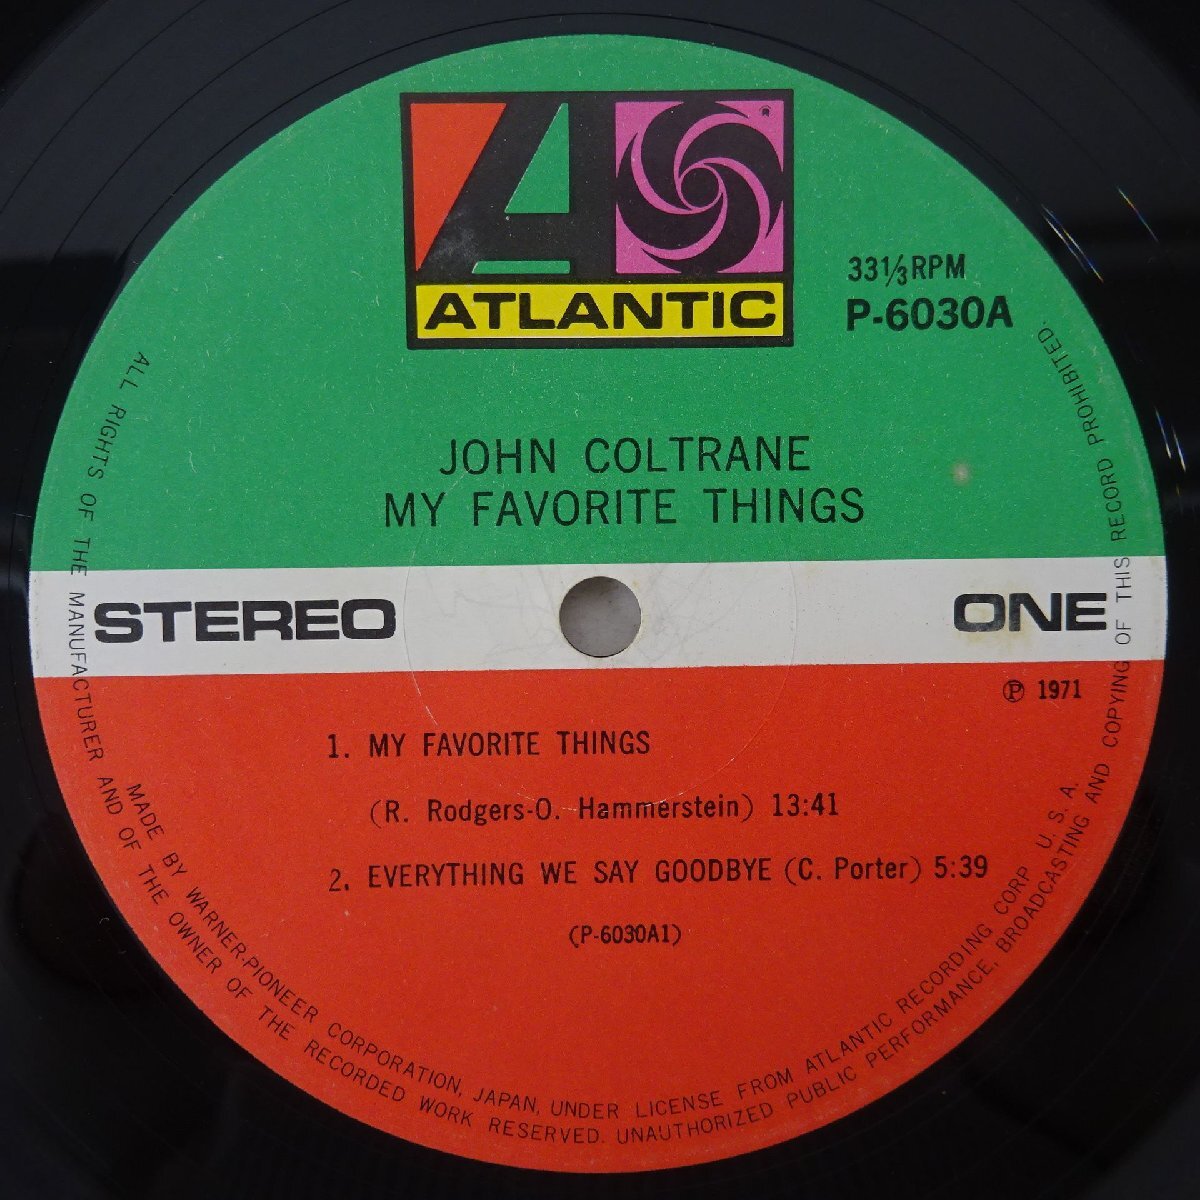 ATLANTIC
®
33⅓ RPM
P-6030A
JOHN COLTRANE
MY FAVORITE THINGS
STEREO
ONE
℗ 1971
1. MY FAVORITE THINGS
(R. Rodgers-O. Hammerstein) 13:41
2. EVERYTHING WE SAY GOODBYE (C. Porter) 5:39
(P-6030A1)
MADE BY WARNER-PIONEER CORPORATION, JAPAN, UNDER LICENSE FROM ATLANTIC RECORDING CORP U. S. A.
ALL RIGHTS OF THE MANUFACTURER AND OF THE OWNER OF THE RECORDED WORK RESERVED. UNAUTHORIZED PUBLIC PERFORMANCE, BROADCASTING AND COPYING OF THIS RECORD PROHIBITED.